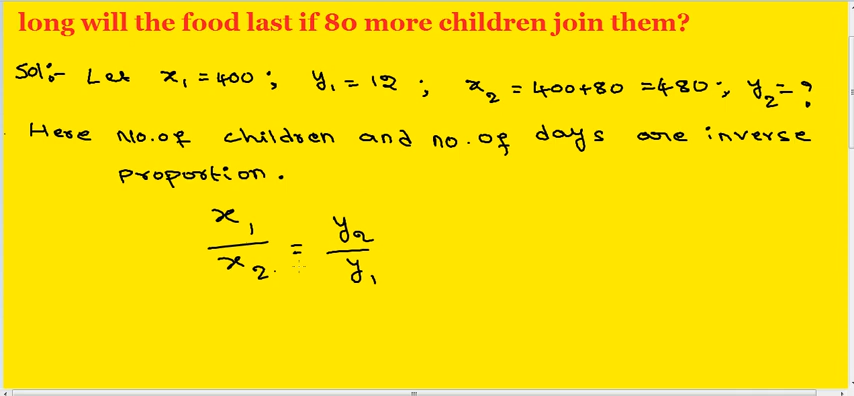 long will the food last if 80 more children join them?
Sol:- Let x₁ = 400 ; y₁ = 12 ; x₂ = 400+80 = 480 ; y₂ = ?
Here No. of children and no. of days are inverse
proportion.
x₁/x₂ = y₂/y₁